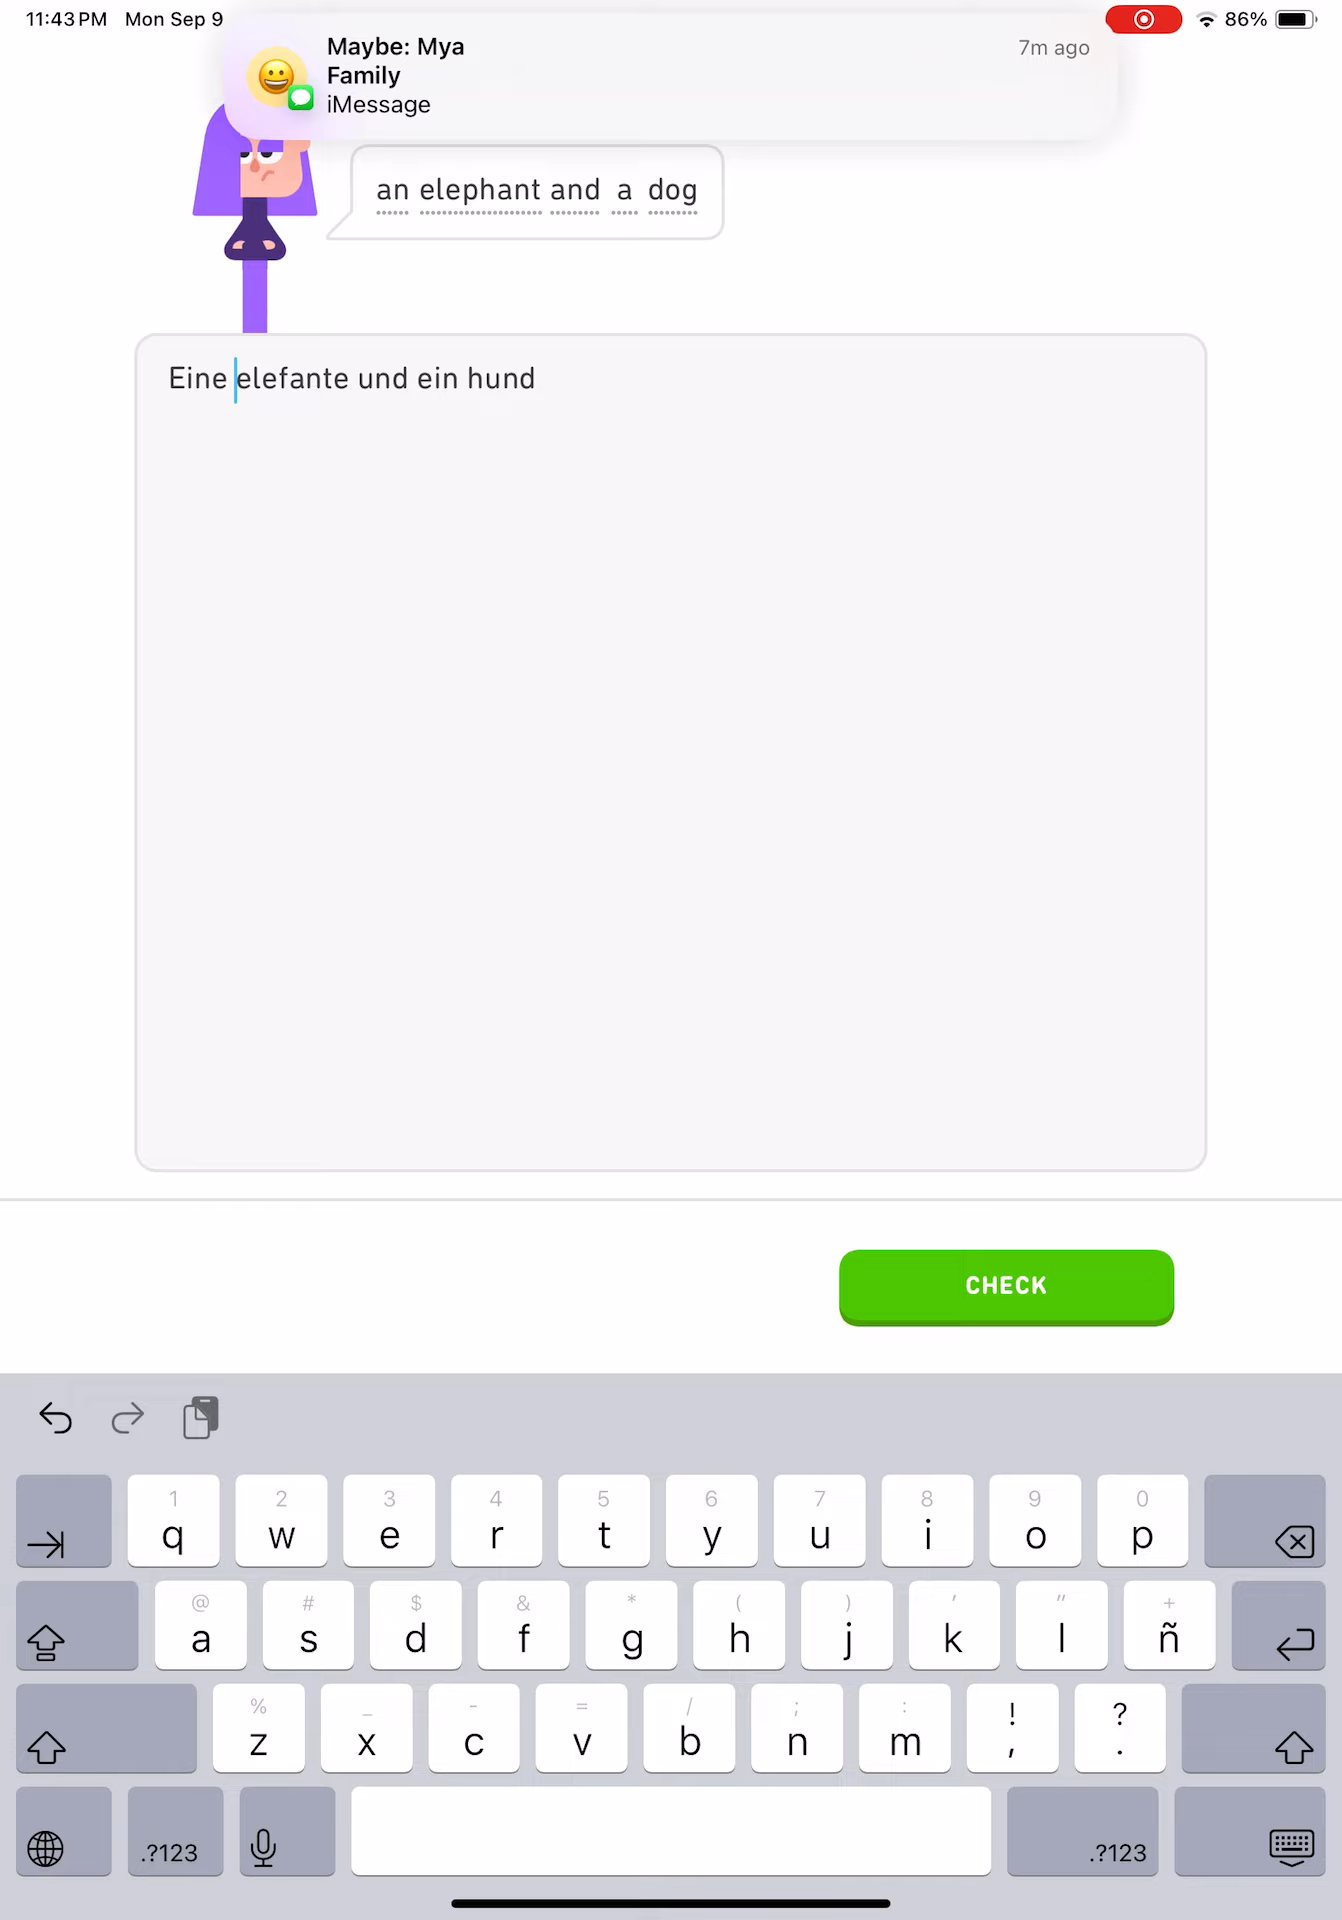 11:43 PM Mon Sep 9
86%
Maybe: Mya
7m ago
Family
iMessage
an elephant and a dog
Eine elefante und ein hund
CHECK
1 2 3 4 5 6 7 8 9 0
q w e r t y u i o p
@ # $ & * ( ) ' " +
a s d f g h j k l ñ
% _ - = / ; : ! ?
z x c v b n m , .
.?123 .?123